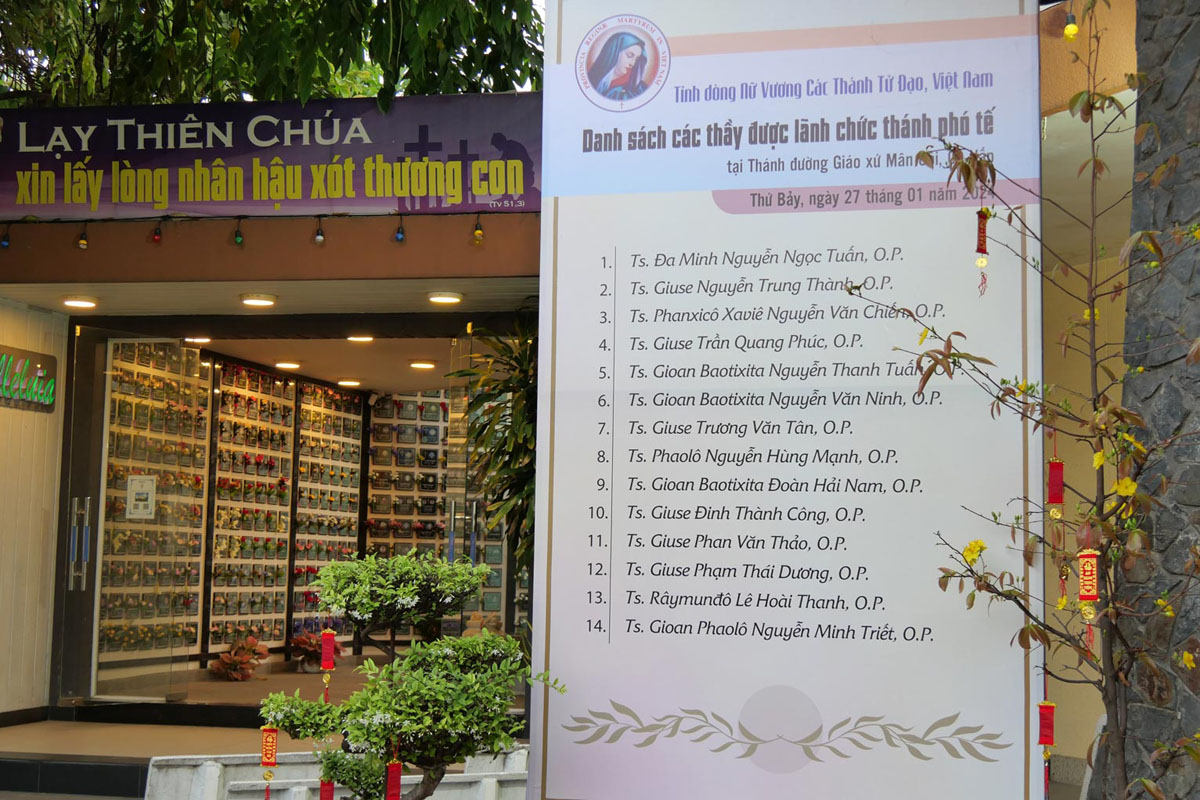 LẠY THIÊN CHÚA
xin lấy lòng nhân hậu xót thương con
(Tv 51,3)
PROVINCIA REGINÆ MARTYRUM IN VIETNAM
Tỉnh dòng Nữ Vương Các Thánh Tử Đạo, Việt Nam
Danh sách các thầy được lãnh chức thánh phó tế
tại Thánh đường Giáo xứ Mân
Thứ Bảy, ngày 27 tháng 01 năm 2024
1. Ts. Đa Minh Nguyễn Ngọc Tuấn, O.P.
2. Ts. Giuse Nguyễn Trung Thành, O.P.
3. Ts. Phanxicô Xaviê Nguyễn Văn Chiến, O.P.
4. Ts. Giuse Trần Quang Phúc, O.P.
5. Ts. Gioan Baotixita Nguyễn Thanh Tuấn, O.P.
6. Ts. Gioan Baotixita Nguyễn Văn Ninh, O.P.
7. Ts. Giuse Trương Văn Tân, O.P.
8. Ts. Phaolô Nguyễn Hùng Mạnh, O.P.
9. Ts. Gioan Baotixita Đoàn Hải Nam, O.P.
10. Ts. Giuse Đinh Thành Công, O.P.
11. Ts. Giuse Phan Văn Thảo, O.P.
12. Ts. Giuse Phạm Thái Dương, O.P.
13. Ts. Râymunđô Lê Hoài Thanh, O.P.
14. Ts. Gioan Phaolô Nguyễn Minh Triết, O.P.